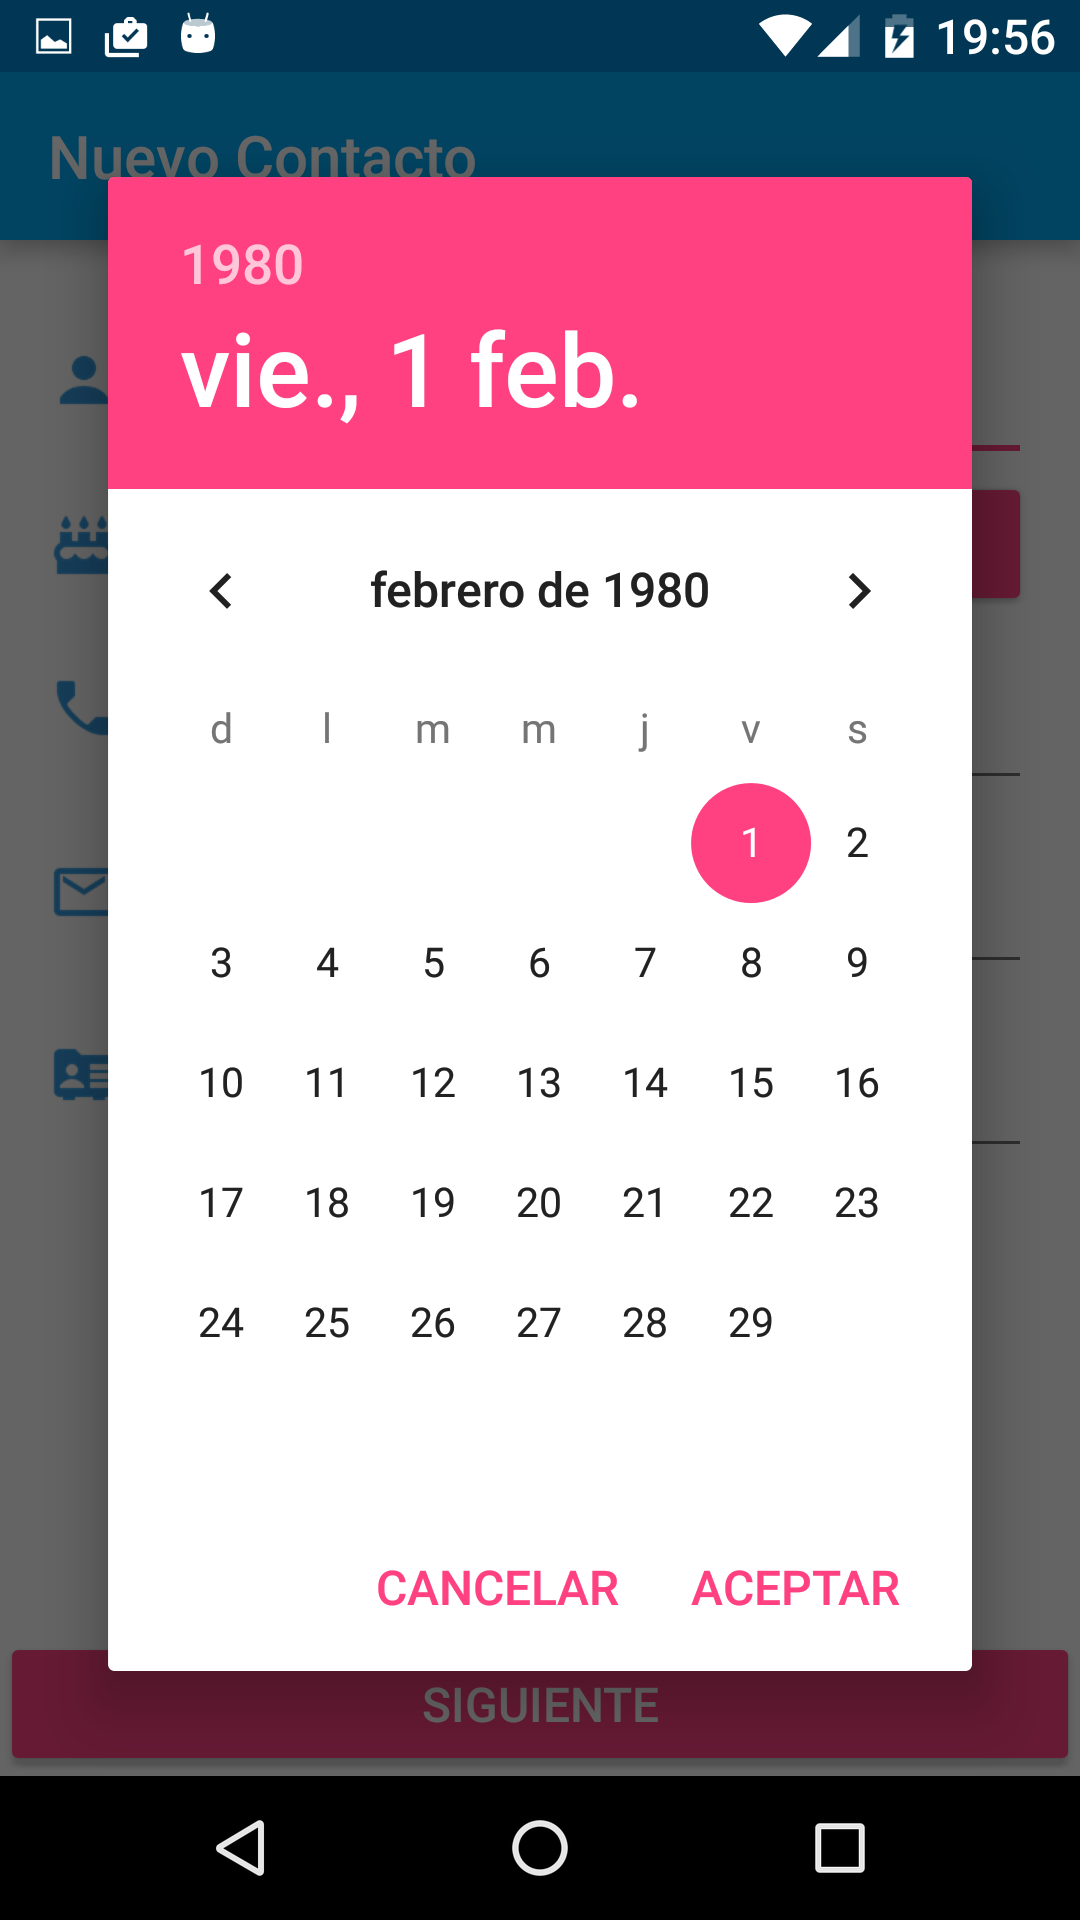 19:56
Nuevo Contacto
1980
vie., 1 feb.
febrero de 1980
d l m m j v s
1 2
3 4 5 6 7 8 9
10 11 12 13 14 15 16
17 18 19 20 21 22 23
24 25 26 27 28 29
CANCELAR ACEPTAR
SIGUIENTE